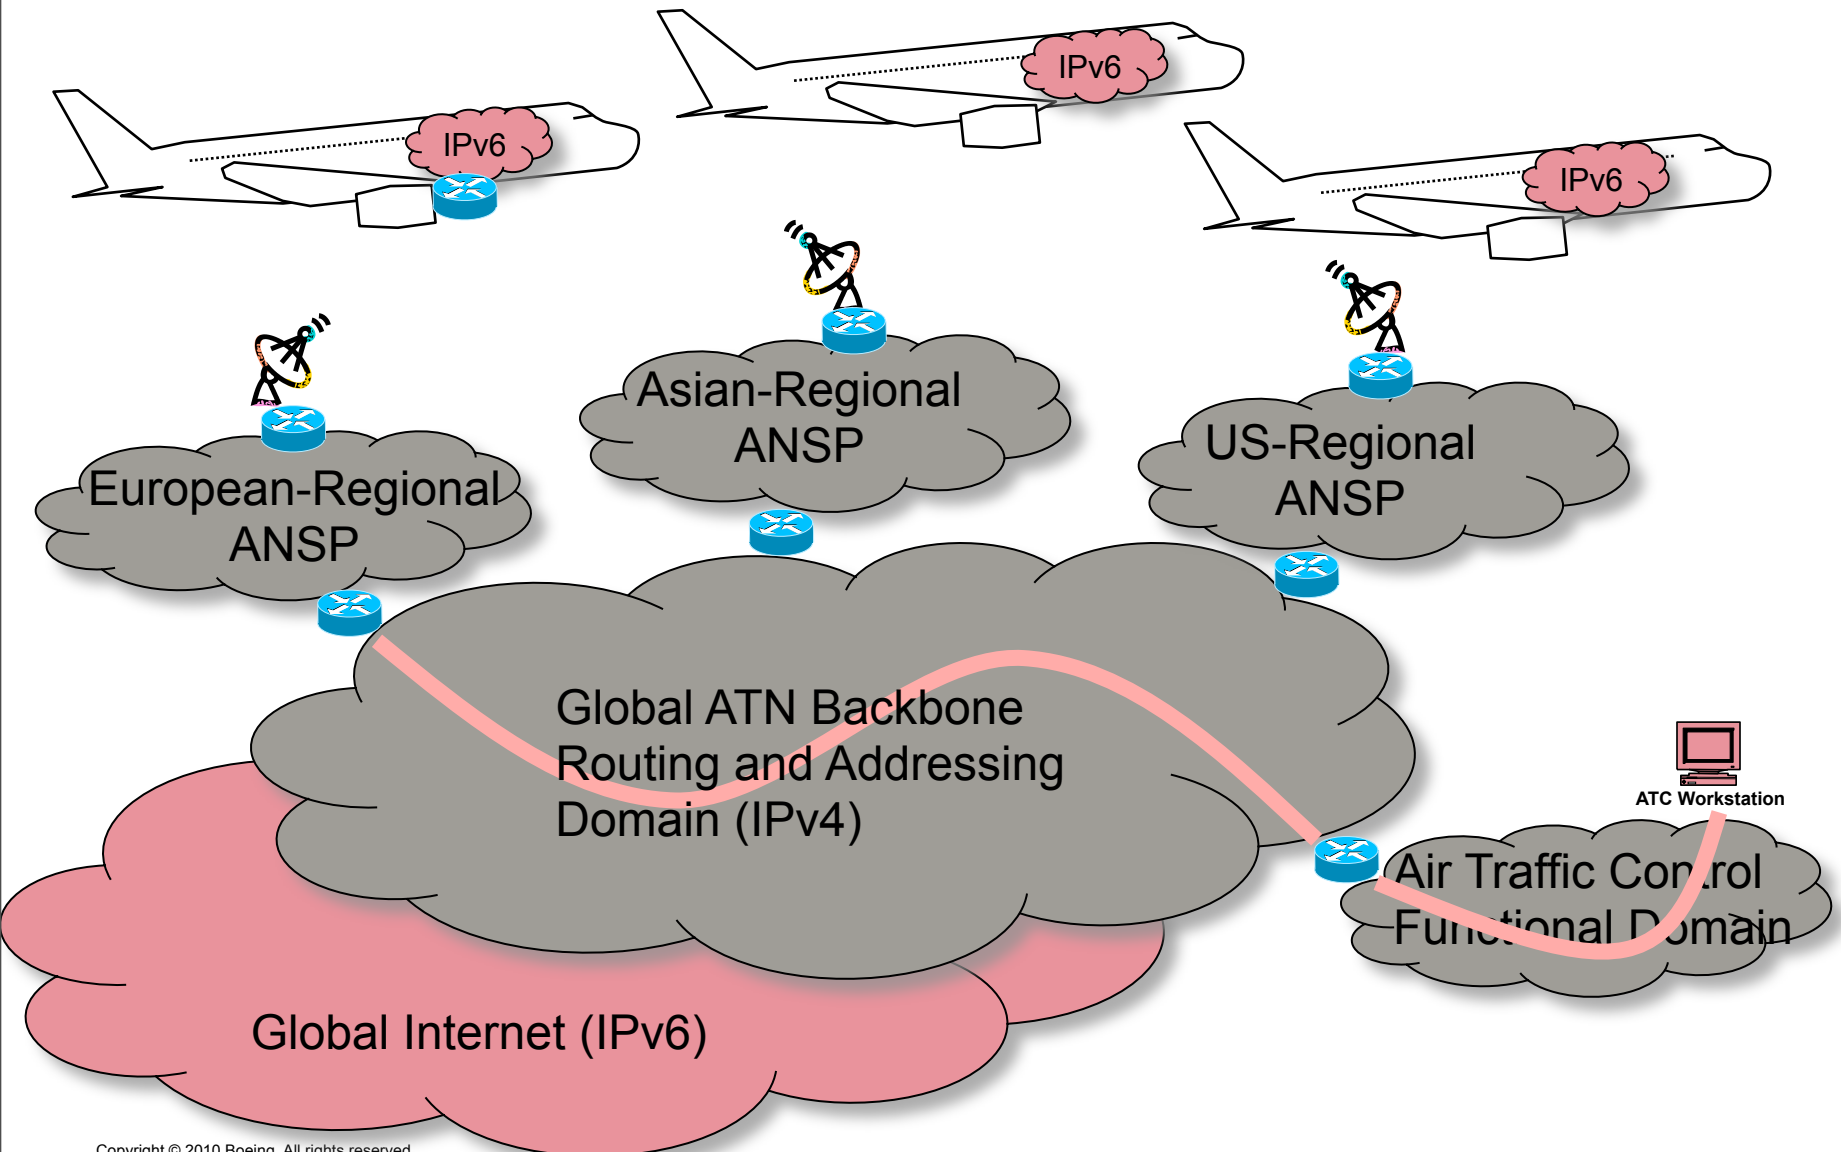 IPv6
IPv6
IPv6
Asian-Regional
ANSP
US-Regional
ANSP
European-Regional
ANSP
Global ATN Backbone
Routing and Addressing
Domain (IPv4)
ATC Workstation
Air Traffic Control
Functional Domain
Global Internet (IPv6)
Copyright © 2010 Boeing. All rights reserved.